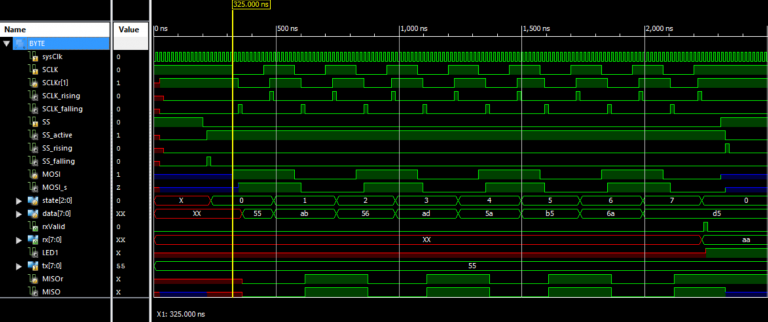 325.000 ns
Name Value 0 ns 500 ns 1,000 ns 1,500 ns 2,000 ns
BYTE
sysClk 0
SCLK 0
SCLKr[1] 1
SCLK_rising 0
SCLK_falling 0
SS 0
SS_active 1
SS_rising 0
SS_falling 0
MOSI 1
MOSI_s Z
state[2:0] 0 X 0 1 2 3 4 5 6 7 0
data[7:0] XX XX 55 ab 56 ad 5a b5 6a d5
rxValid 0
rx[7:0] XX XX aa
LED1 X
tx[7:0] 55 55
MISOr X
MISO X
X1: 325.000 ns